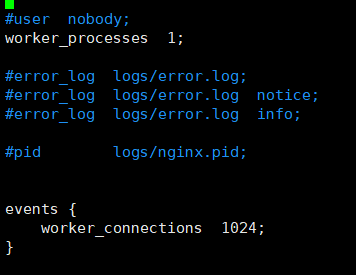 #user  nobody;
worker_processes  1;

#error_log  logs/error.log;
#error_log  logs/error.log  notice;
#error_log  logs/error.log  info;

#pid        logs/nginx.pid;


events {
    worker_connections  1024;
}